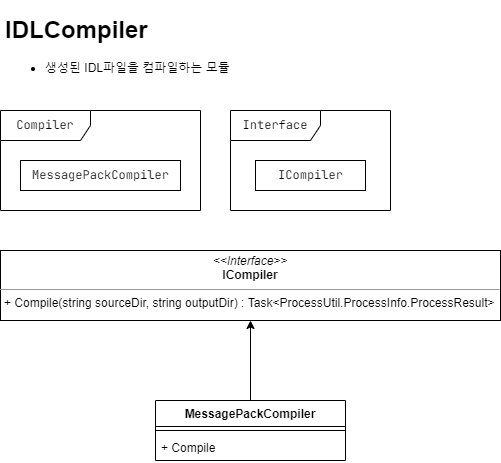 IDLCompiler
• 생성된 IDL파일을 컴파일하는 모듈
Compiler
MessagePackCompiler
Interface
ICompiler
<<Interface>>
ICompiler
+ Compile(string sourceDir, string outputDir) : Task<ProcessUtil.ProcessInfo.ProcessResult>
MessagePackCompiler
+ Compile